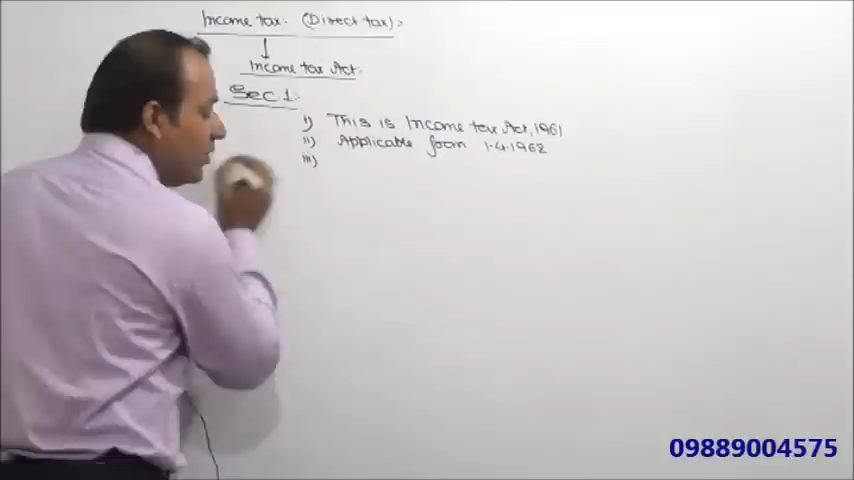 Income tax:- (Direct tax):-
Income tax Act:
Sec 1:-
i) This is Income tax Act, 1961
ii) Applicable from 1.4.1962
iii)
09889004575